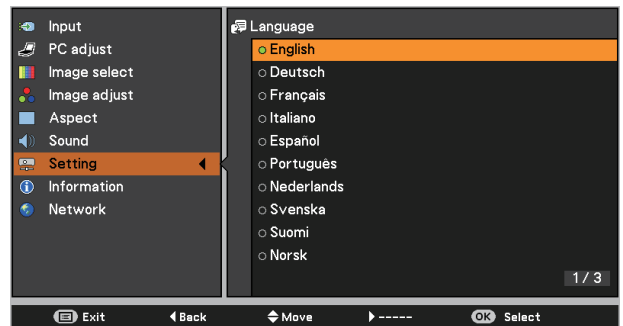 Input
PC adjust
Image select
Image adjust
Aspect
Sound
Setting
Information
Network
Language
English
Deutsch
Français
Italiano
Español
Português
Nederlands
Svenska
Suomi
Norsk
1 / 3
Exit Back Move ----- OK Select